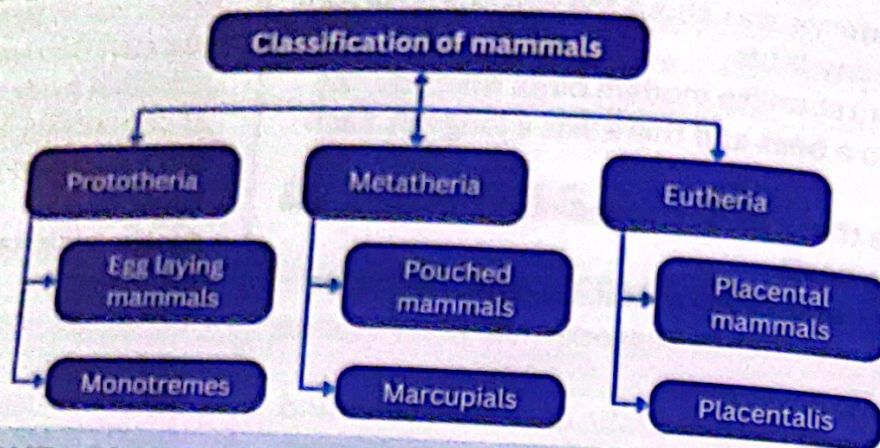 Classification of mammals
Prototheria
Metatheria
Eutheria
Egg laying
mammals
Pouched
mammals
Placental
mammals
Monotremes
Marcupials
Placentalis